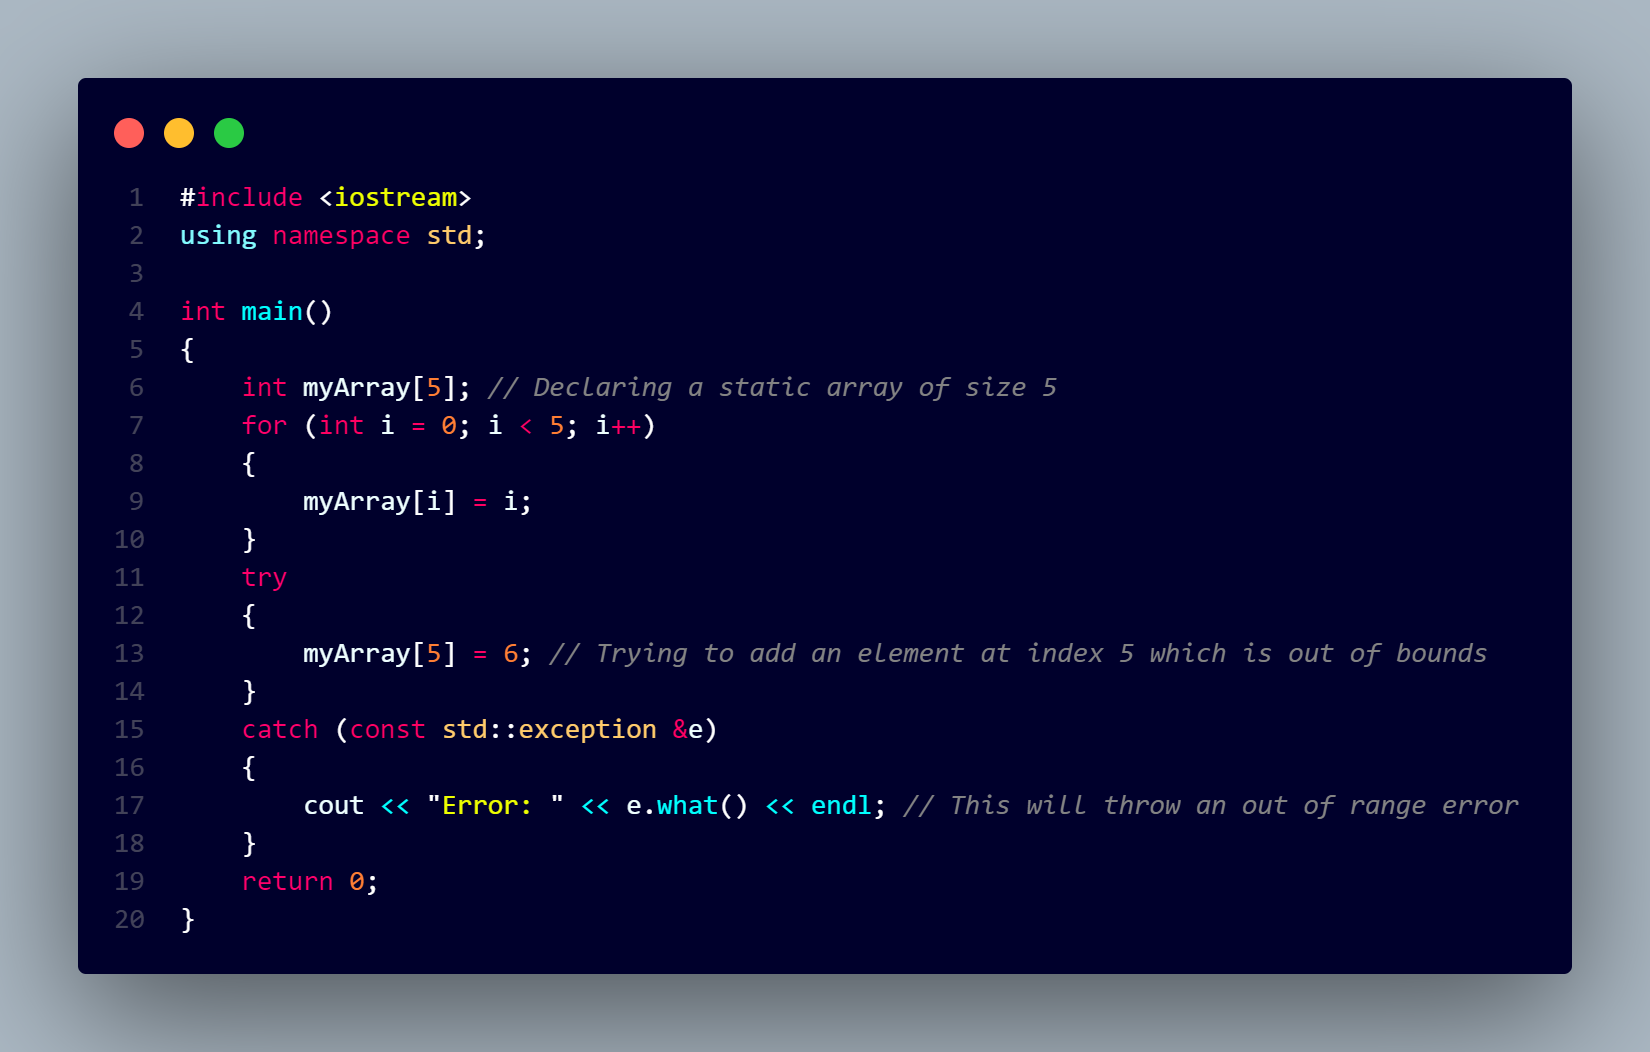 1 #include <iostream>
2 using namespace std;
3
4 int main()
5 {
6     int myArray[5]; // Declaring a static array of size 5
7     for (int i = 0; i < 5; i++)
8     {
9         myArray[i] = i;
10     }
11     try
12     {
13         myArray[5] = 6; // Trying to add an element at index 5 which is out of bounds
14     }
15     catch (const std::exception &e)
16     {
17         cout << "Error: " << e.what() << endl; // This will throw an out of range error
18     }
19     return 0;
20 }